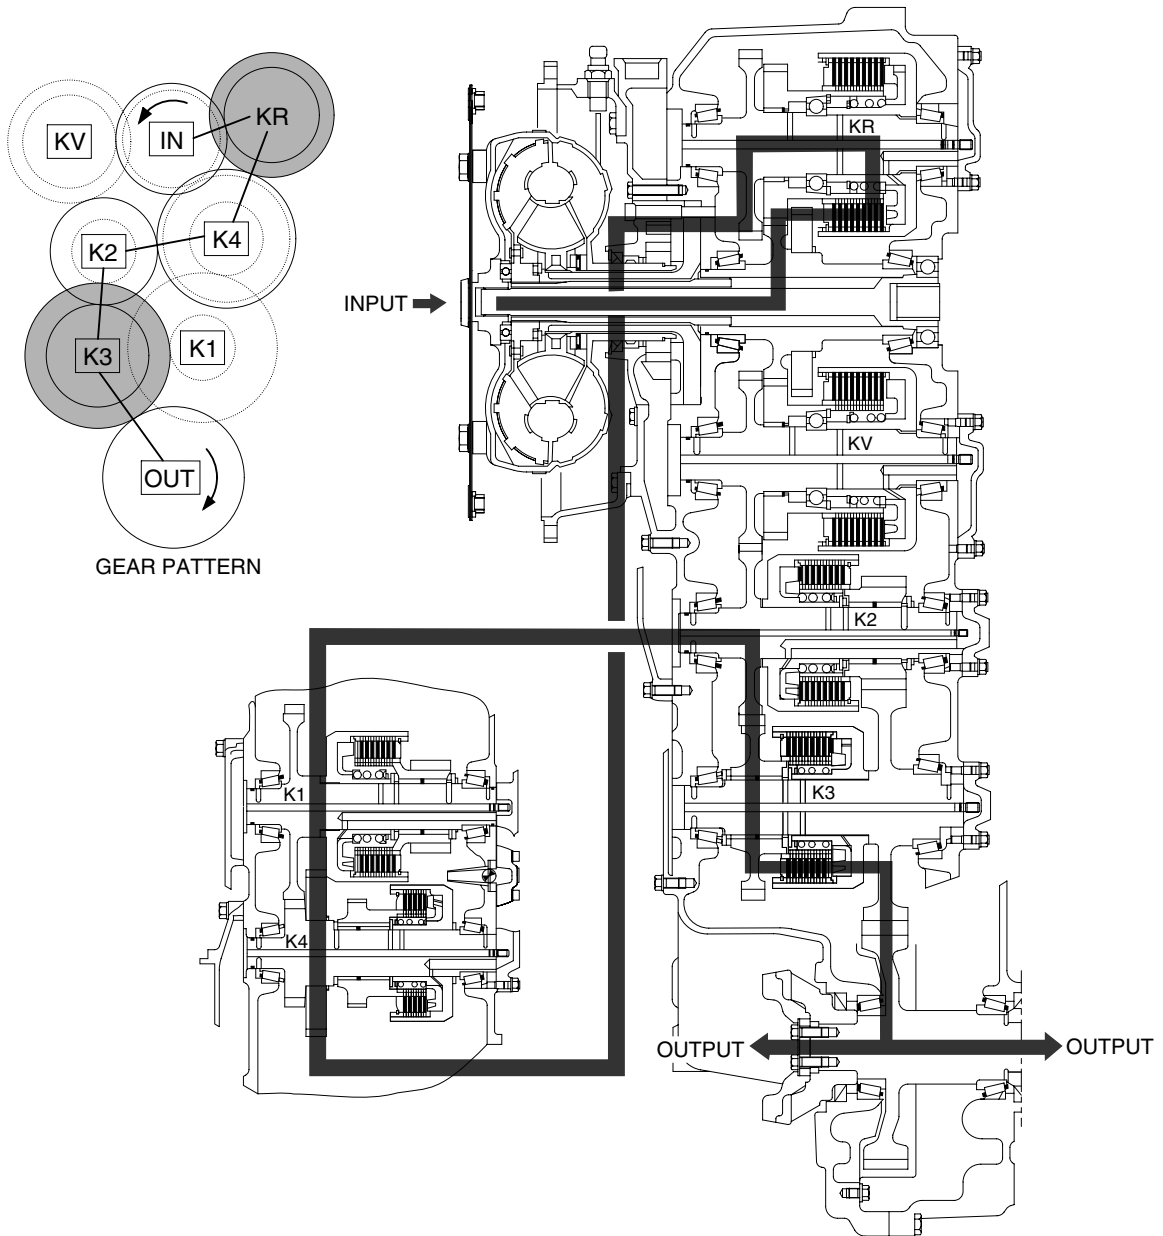 KV
IN
KR
K2
K4
K3
K1
OUT
GEAR PATTERN
INPUT
KR
KV
K2
K3
K1
K4
OUTPUT
OUTPUT